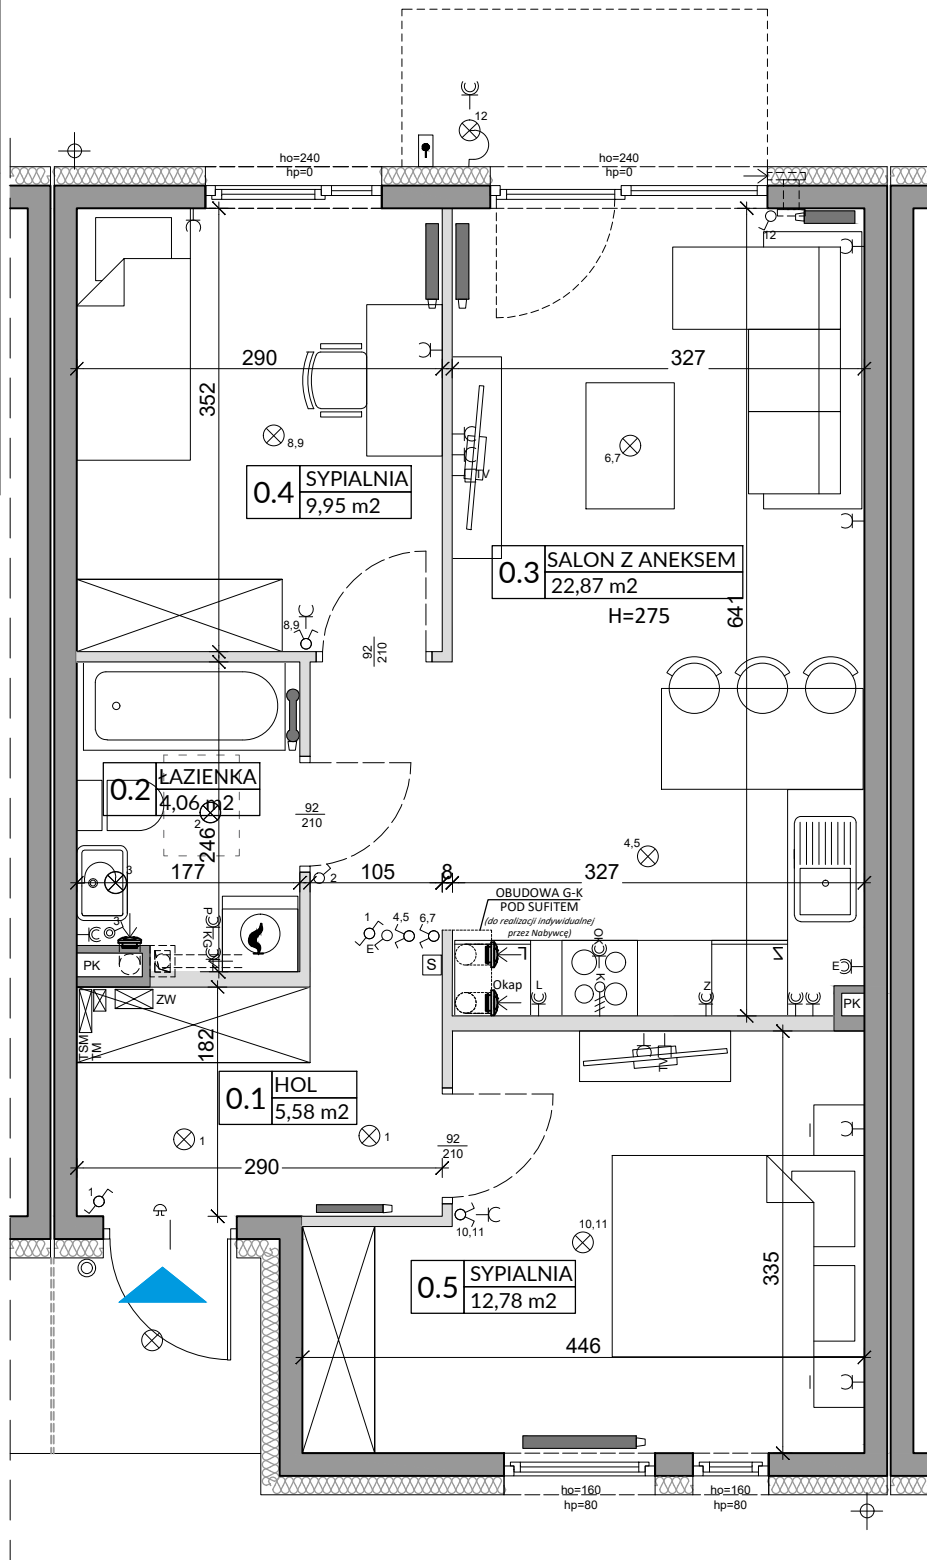 12
ho=240
hp=0
ho=240
hp=0
12
290
327
352
8,9
6,7
TV
0.4
SYPIALNIA
9,95 m2
0.3
SALON Z ANEKSEM
22,87 m2
H=275
641
8,9
92
210
0.2
ŁAZIENKA
4,06 m2
2
246
92
210
4,5
3
177
2
105
8
327
OBUDOWA G-K
POD SUFITEM
(do realizacji indywidualnej
przez Nabywcę)
3
P
KG
1
E
4,5
6,7
OK
PK
S
Okap
L
K
Z
N
E
PK
ZW
TSM
TM
182
0.1
HOL
5,58 m2
1
1
92
210
290
1
10,11
10,11
0.5
SYPIALNIA
12,78 m2
335
446
ho=160
hp=80
ho=160
hp=80